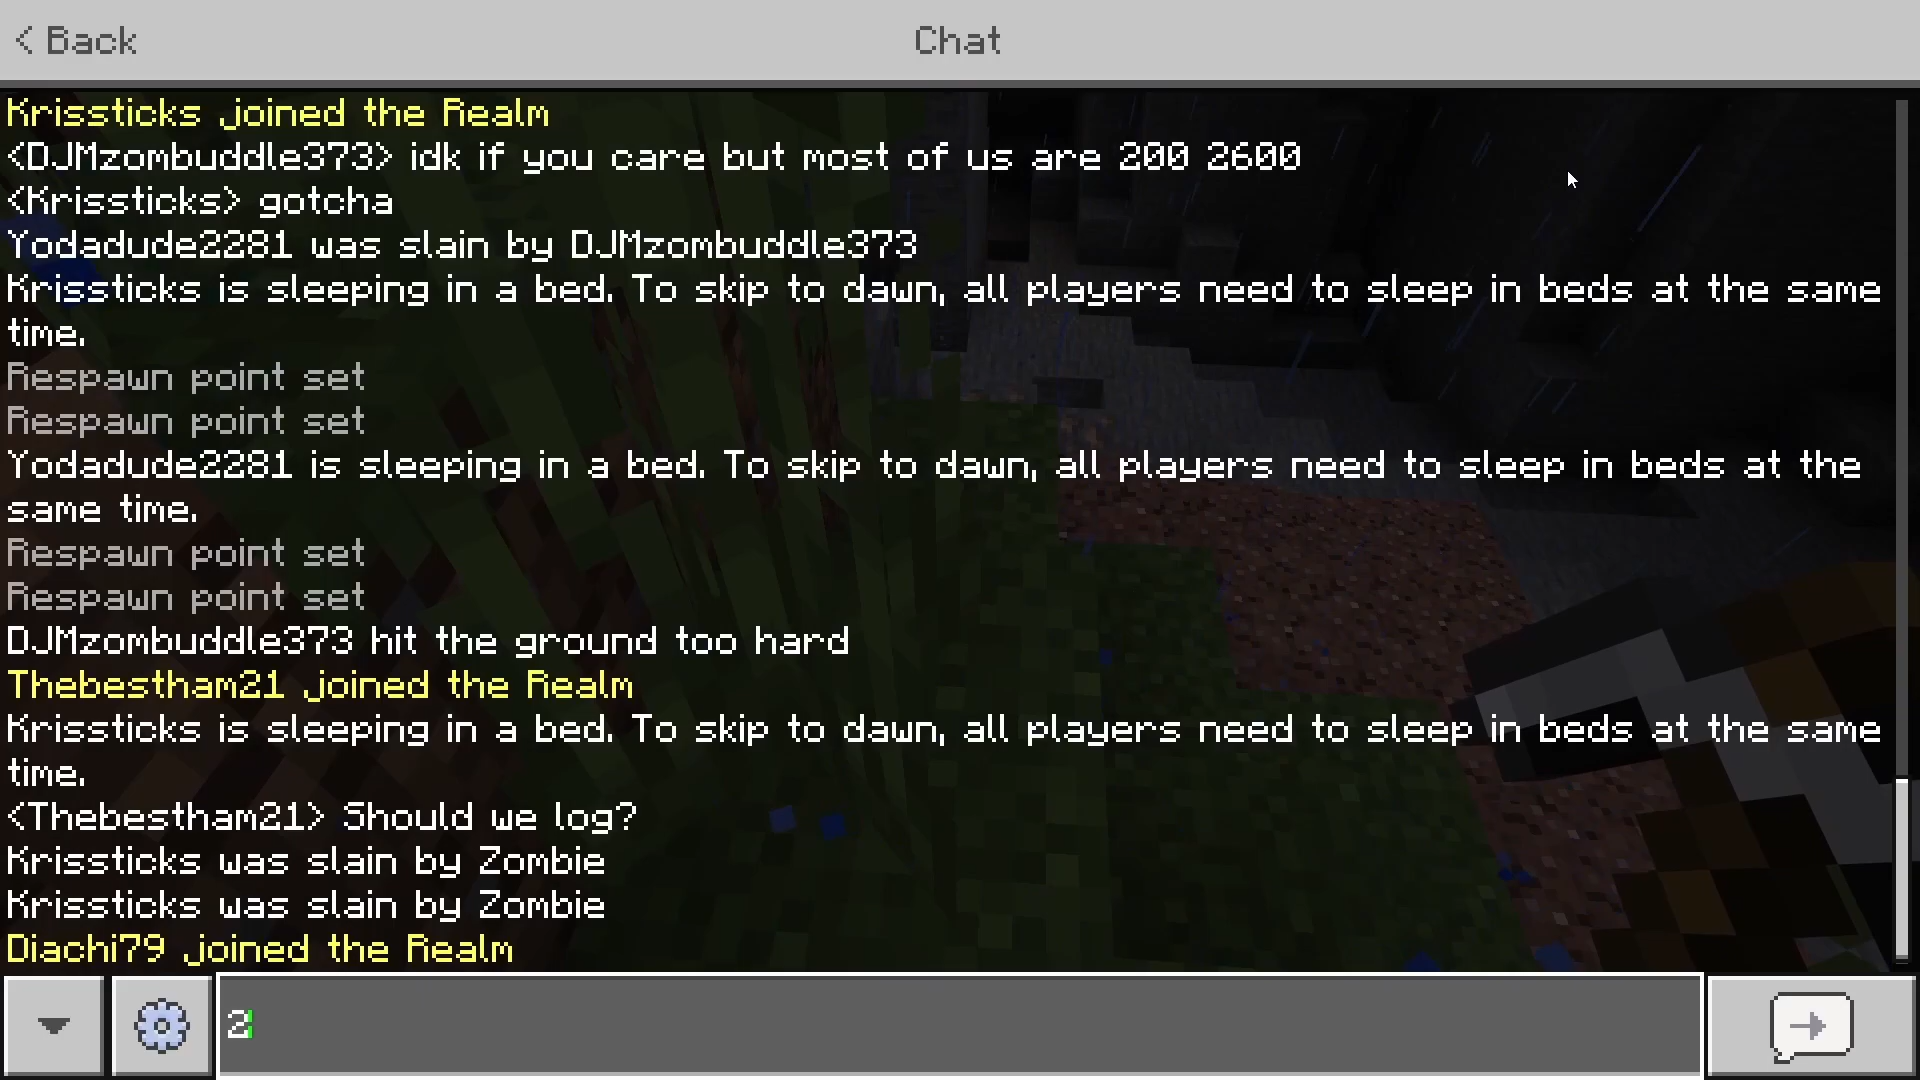 < Back
Chat
Krissticks joined the Realm
<DJMzombuddle373> idk if you care but most of us are 200 2600
<Krissticks> gotcha
Yodadude2281 was slain by DJMzombuddle373
Krissticks is sleeping in a bed. To skip to dawn, all players need to sleep in beds at the same
time.
Respawn point set
Respawn point set
Yodadude2281 is sleeping in a bed. To skip to dawn, all players need to sleep in beds at the
same time.
Respawn point set
Respawn point set
DJMzombuddle373 hit the ground too hard
Thebestham21 joined the Realm
Krissticks is sleeping in a bed. To skip to dawn, all players need to sleep in beds at the same
time.
<Thebestham21> Should we log?
Krissticks was slain by Zombie
Krissticks was slain by Zombie
Diachi79 joined the Realm
2